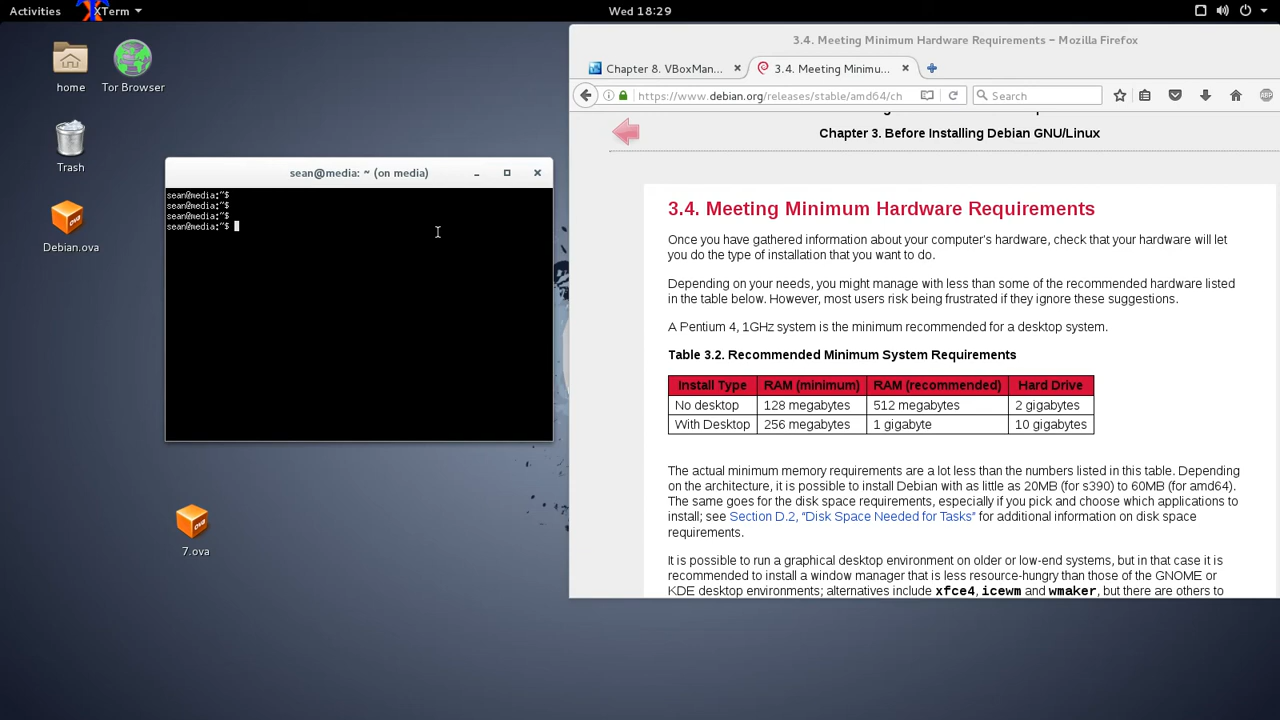 Activities
XTerm
Wed 18:29
home
Tor Browser
Trash
Debian.ova
7.ova
sean@media: ~ (on media)
sean@media:~$
sean@media:~$
sean@media:~$
sean@media:~$
3.4. Meeting Minimum Hardware Requirements – Mozilla Firefox
Chapter 8. VBoxMan...
3.4. Meeting Minimu...
https://www.debian.org/releases/stable/amd64/ch
Search
ABP
Chapter 3. Before Installing Debian GNU/Linux
3.4. Meeting Minimum Hardware Requirements
Once you have gathered information about your computer's hardware, check that your hardware will let
you do the type of installation that you want to do.
Depending on your needs, you might manage with less than some of the recommended hardware listed
in the table below. However, most users risk being frustrated if they ignore these suggestions.
A Pentium 4, 1GHz system is the minimum recommended for a desktop system.
Table 3.2. Recommended Minimum System Requirements
Install Type RAM (minimum) RAM (recommended) Hard Drive
No desktop 128 megabytes 512 megabytes 2 gigabytes
With Desktop 256 megabytes 1 gigabyte 10 gigabytes
The actual minimum memory requirements are a lot less than the numbers listed in this table. Depending
on the architecture, it is possible to install Debian with as little as 20MB (for s390) to 60MB (for amd64).
The same goes for the disk space requirements, especially if you pick and choose which applications to
install; see Section D.2, “Disk Space Needed for Tasks” for additional information on disk space
requirements.
It is possible to run a graphical desktop environment on older or low-end systems, but in that case it is
recommended to install a window manager that is less resource-hungry than those of the GNOME or
KDE desktop environments; alternatives include xfce4, icewm and wmaker, but there are others to